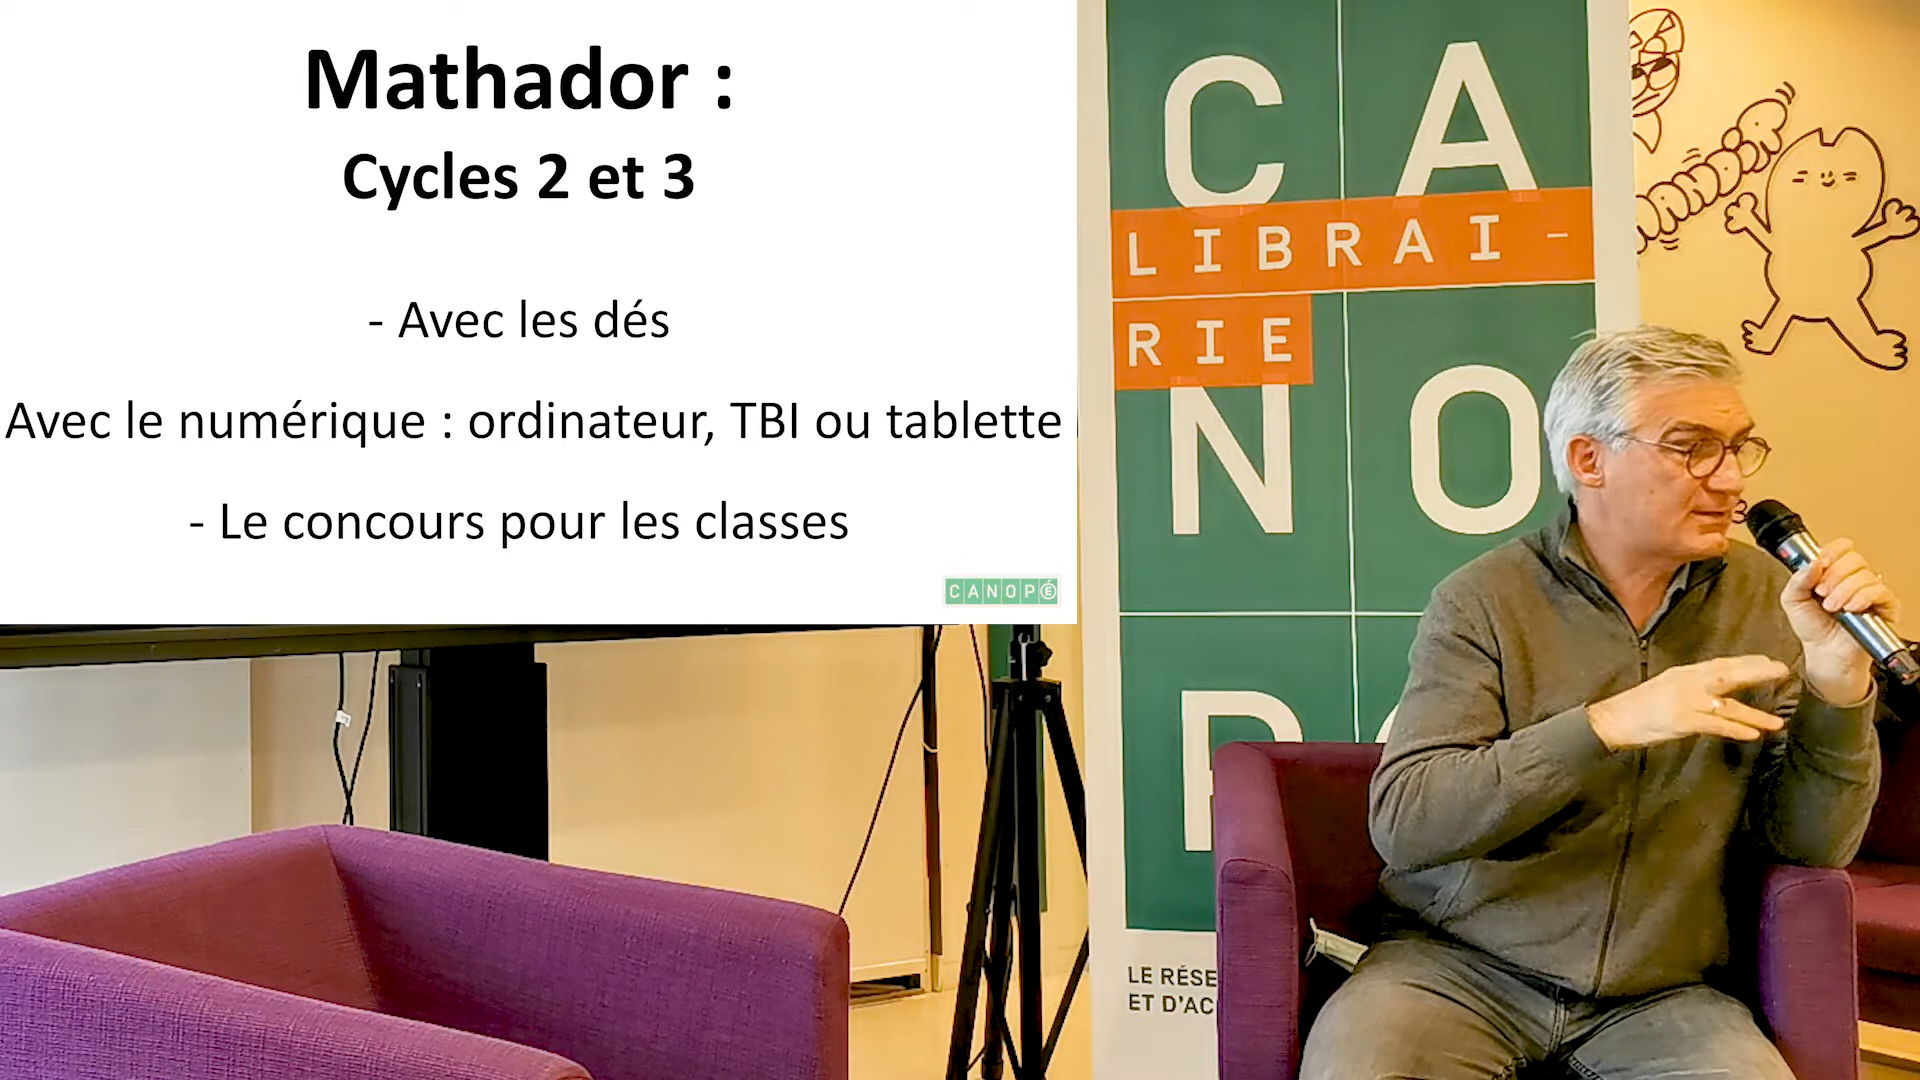 Mathador :
Cycles 2 et 3
- Avec les dés
Avec le numérique : ordinateur, TBI ou tablette
- Le concours pour les classes
CANOPÉ
CA
LIBRAI-
RIE
NO
P
LE RÉSE
ET D'AC